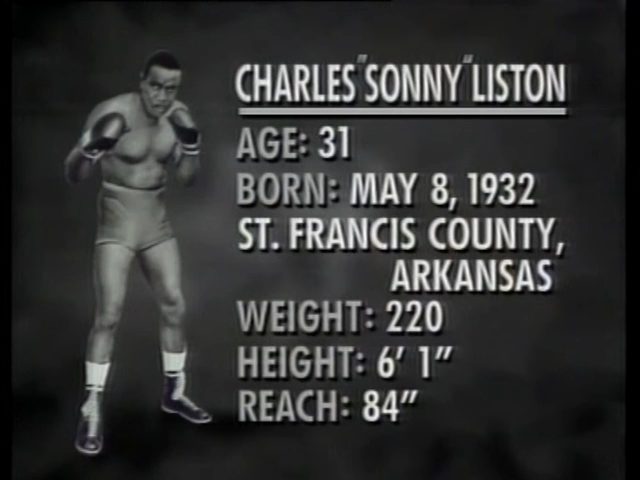 CHARLES "SONNY" LISTON
AGE: 31
BORN: MAY 8, 1932
ST. FRANCIS COUNTY,
ARKANSAS
WEIGHT: 220
HEIGHT: 6' 1"
REACH: 84"